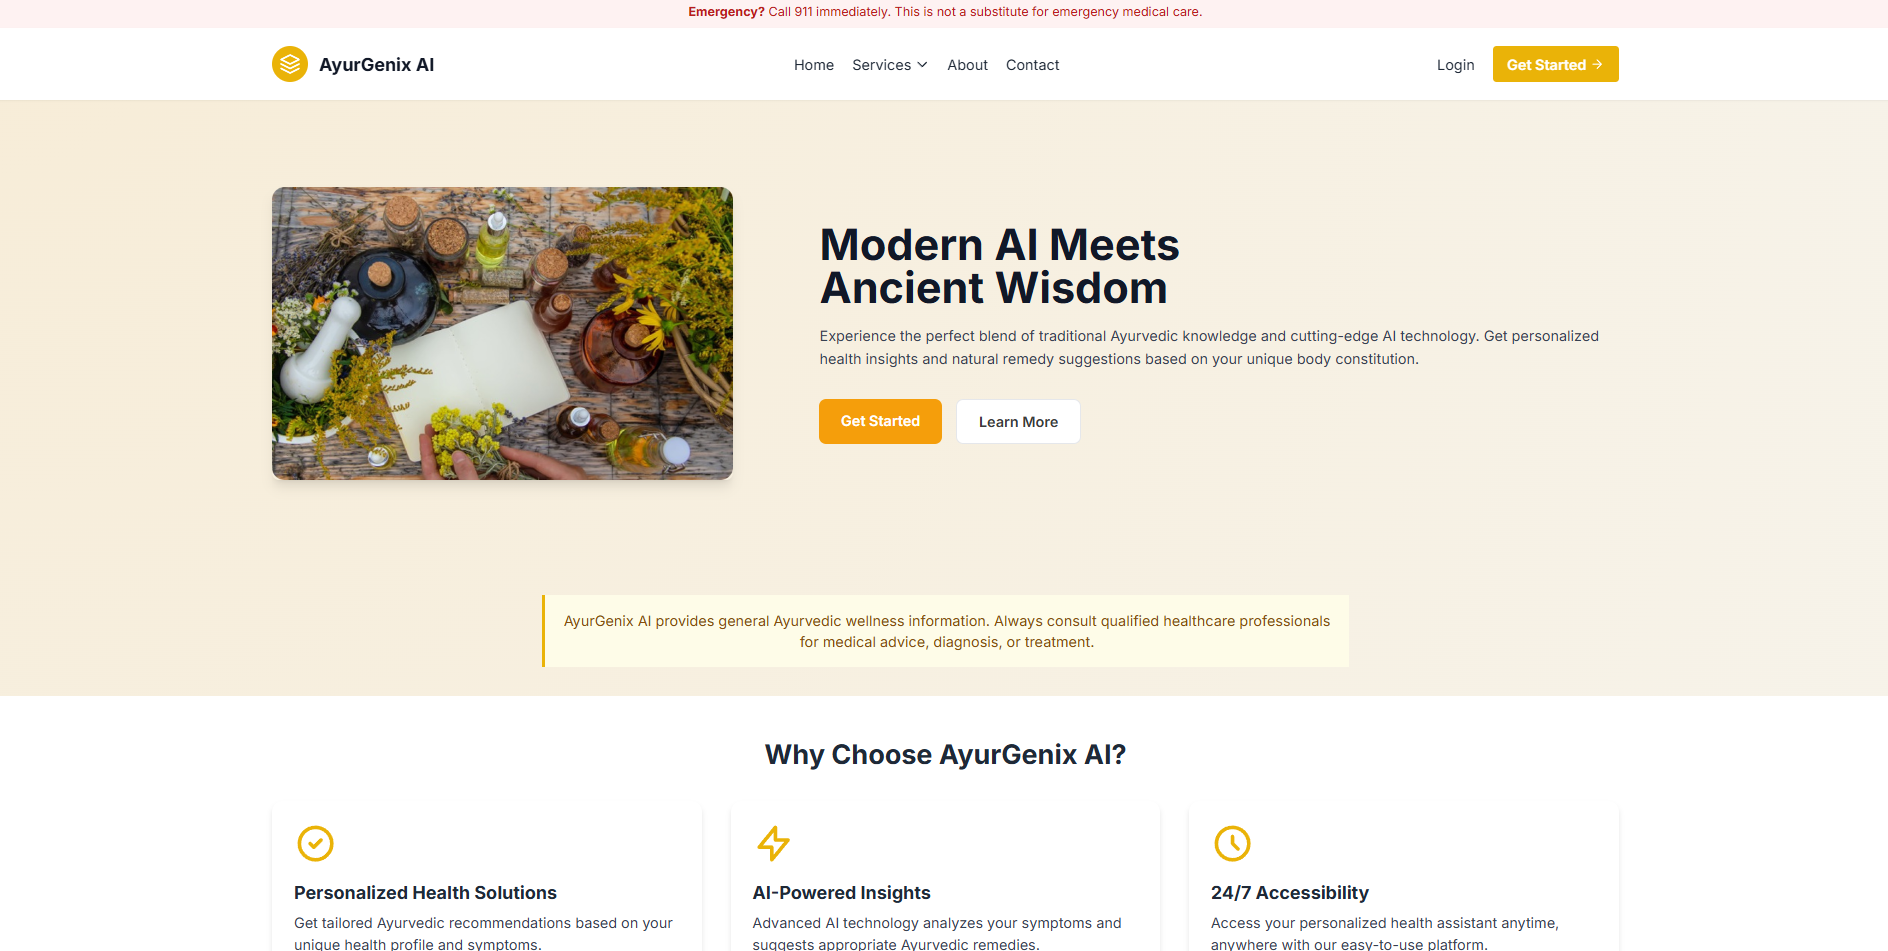 Emergency? Call 911 immediately. This is not a substitute for emergency medical care.
AyurGenix AI
Home
Services
About
Contact
Login
Get Started →
Modern AI Meets
Ancient Wisdom
Experience the perfect blend of traditional Ayurvedic knowledge and cutting-edge AI technology. Get personalized
health insights and natural remedy suggestions based on your unique body constitution.
Get Started
Learn More
AyurGenix AI provides general Ayurvedic wellness information. Always consult qualified healthcare professionals
for medical advice, diagnosis, or treatment.
Why Choose AyurGenix AI?
Personalized Health Solutions
Get tailored Ayurvedic recommendations based on your
unique health profile and symptoms.
AI-Powered Insights
Advanced AI technology analyzes your symptoms and
suggests appropriate Ayurvedic remedies.
24/7 Accessibility
Access your personalized health assistant anytime,
anywhere with our easy-to-use platform.